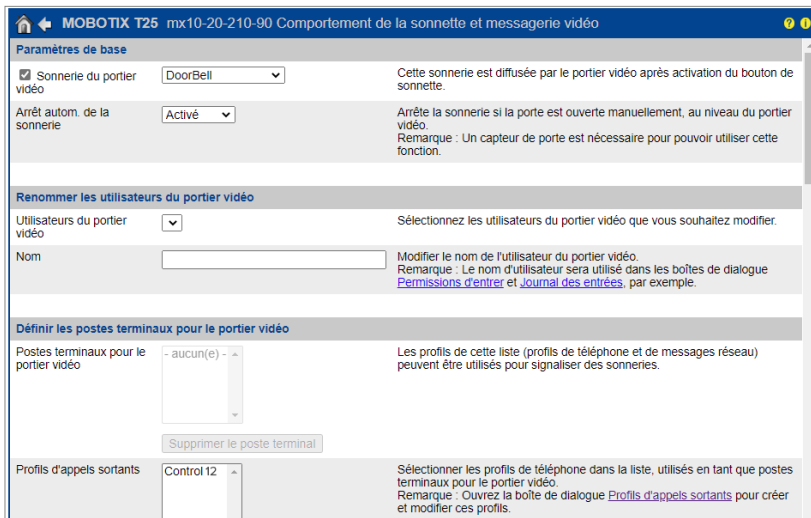 MOBOTIX T25 mx10-20-210-90 Comportement de la sonnette et messagerie vidéo
Paramètres de base
Sonnerie du portier
vidéo
DoorBell
Cette sonnerie est diffusée par le portier vidéo après activation du bouton de
sonnette.
Arrêt autom. de la
sonnerie
Activé
Arrête la sonnerie si la porte est ouverte manuellement, au niveau du portier
vidéo.
Remarque : Un capteur de porte est nécessaire pour pouvoir utiliser cette
fonction.
Renommer les utilisateurs du portier vidéo
Utilisateurs du portier
vidéo
Sélectionnez les utilisateurs du portier vidéo que vous souhaitez modifier.
Nom
Modifier le nom de l'utilisateur du portier vidéo.
Remarque : Le nom d'utilisateur sera utilisé dans les boîtes de dialogue
Permissions d'entrer et Journal des entrées, par exemple.
Définir les postes terminaux pour le portier vidéo
Postes terminaux pour le
portier vidéo
- aucun(e) -
Les profils de cette liste (profils de téléphone et de messages réseau)
peuvent être utilisés pour signaliser des sonneries.
Supprimer le poste terminal
Profils d'appels sortants
Control 12
Sélectionner les profils de téléphone dans la liste, utilisés en tant que postes
terminaux pour le portier vidéo.
Remarque : Ouvrez la boîte de dialogue Profils d'appels sortants pour créer
et modifier ces profils.